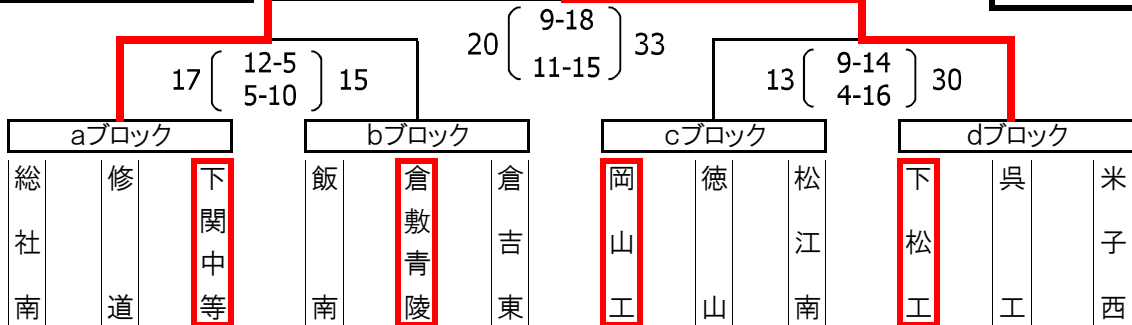 9-18
20 33
11-15
12-5
17 15
5-10
9-14
13 30
4-16
aブロック bブロック cブロック dブロック
総社南
修道
下関中等
飯南
倉敷青陵
倉吉東
岡山工
徳山
松江南
下松工
呉工
米子西